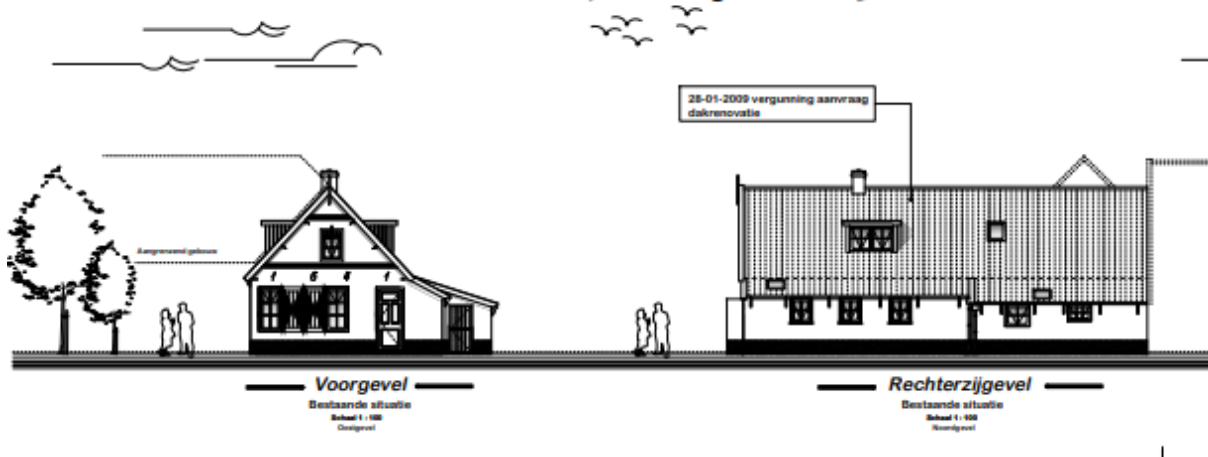 28-01-2009 vergunning aanvraag
dakrenovatie
Aangrenzend gebouw
1 6 4 1
Voorgevel
Bestaande situatie
Schaal 1 : 100
Oostgevel
Rechterzijgevel
Bestaande situatie
Schaal 1 : 100
Noordgevel